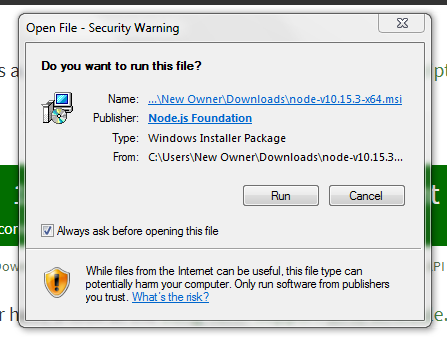 Open File - Security Warning
Do you want to run this file?
Name: ...\New Owner\Downloads\node-v10.15.3-x64.msi
Publisher: Node.js Foundation
Type: Windows Installer Package
From: C:\Users\New Owner\Downloads\node-v10.15.3...
Run Cancel
Always ask before opening this file
While files from the Internet can be useful, this file type can
potentially harm your computer. Only run software from publishers
you trust. What's the risk?